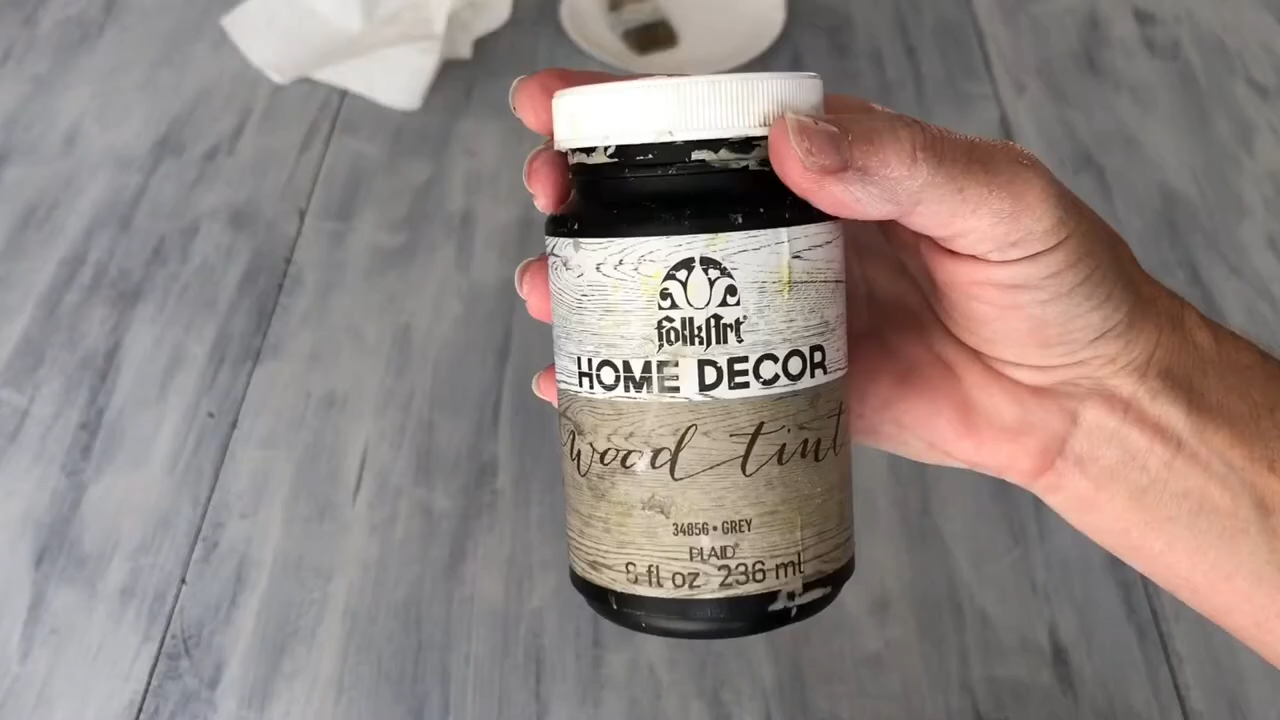 folkArt®
HOME DECOR
wood tint
34856 • GREY
PLAID®
8 fl oz 236 ml